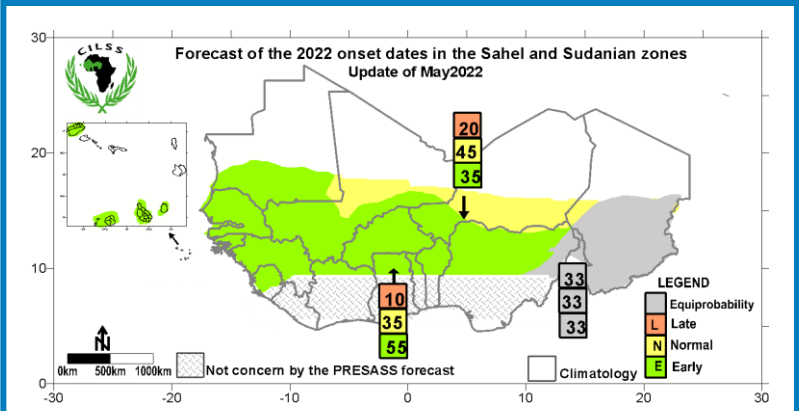 Forecast of the 2022 onset dates in the Sahel and Sudanian zones
Update of May2022
CILSS
30
20
10
0
20
45
35
10
35
55
33
33
33
LEGEND
Equiprobability
L Late
N Normal
E Early
N
0km 500km 1000km
Not concern by the PRESASS forecast
Climatology
-30 -20 -10 0 10 20 30